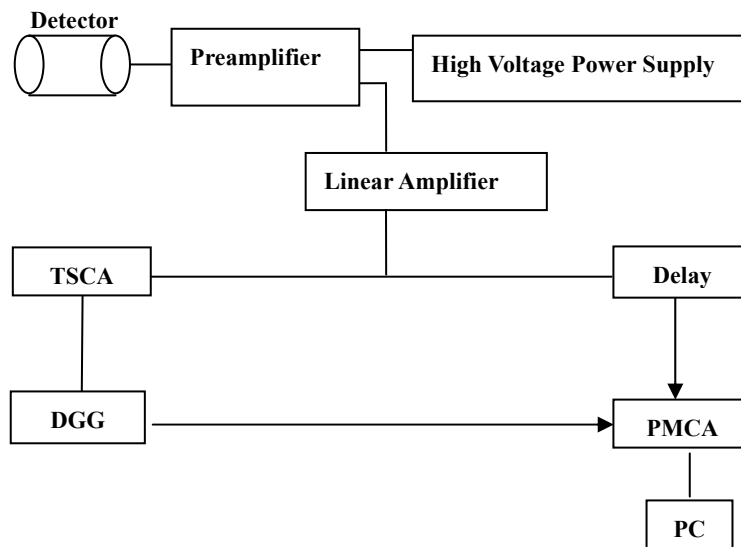 Detector
Preamplifier
High Voltage Power Supply
Linear Amplifier
TSCA
Delay
DGG
PMCA
PC